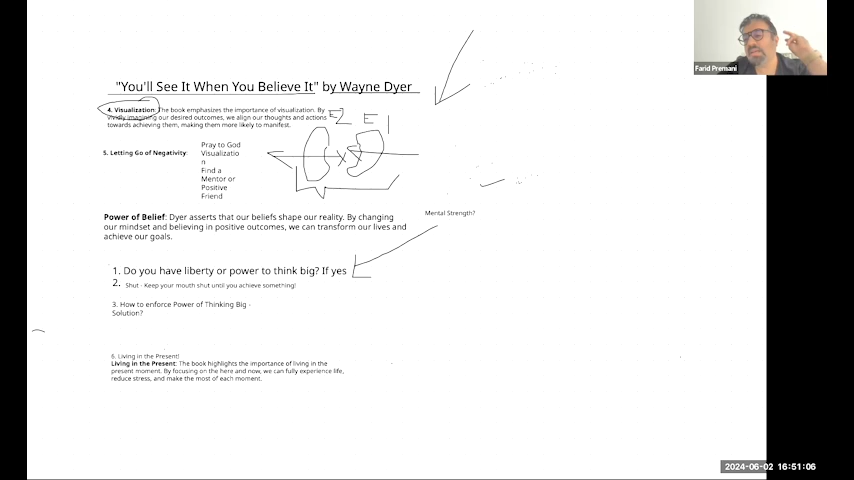 "You'll See It When You Believe It" by Wayne Dyer
4. Visualization: The book emphasizes the importance of visualization. By
vividly imagining our desired outcomes, we align our thoughts and actions
towards achieving them, making them more likely to manifest.
E2 E1
5. Letting Go of Negativity:
Pray to God
Visualizatio
n
Find a
Mentor or
Positive
Friend
Power of Belief: Dyer asserts that our beliefs shape our reality. By changing
our mindset and believing in positive outcomes, we can transform our lives and
achieve our goals.
Mental Strength?
1. Do you have liberty or power to think big? If yes
2. Shut - Keep your mouth shut until you achieve something!
3. How to enforce Power of Thinking Big -
Solution?
6. Living in the Present!
Living in the Present: The book highlights the importance of living in the
present moment. By focusing on the here and now, we can fully experience life,
reduce stress, and make the most of each moment.
Farid Premani
2024-06-02 16:51:06